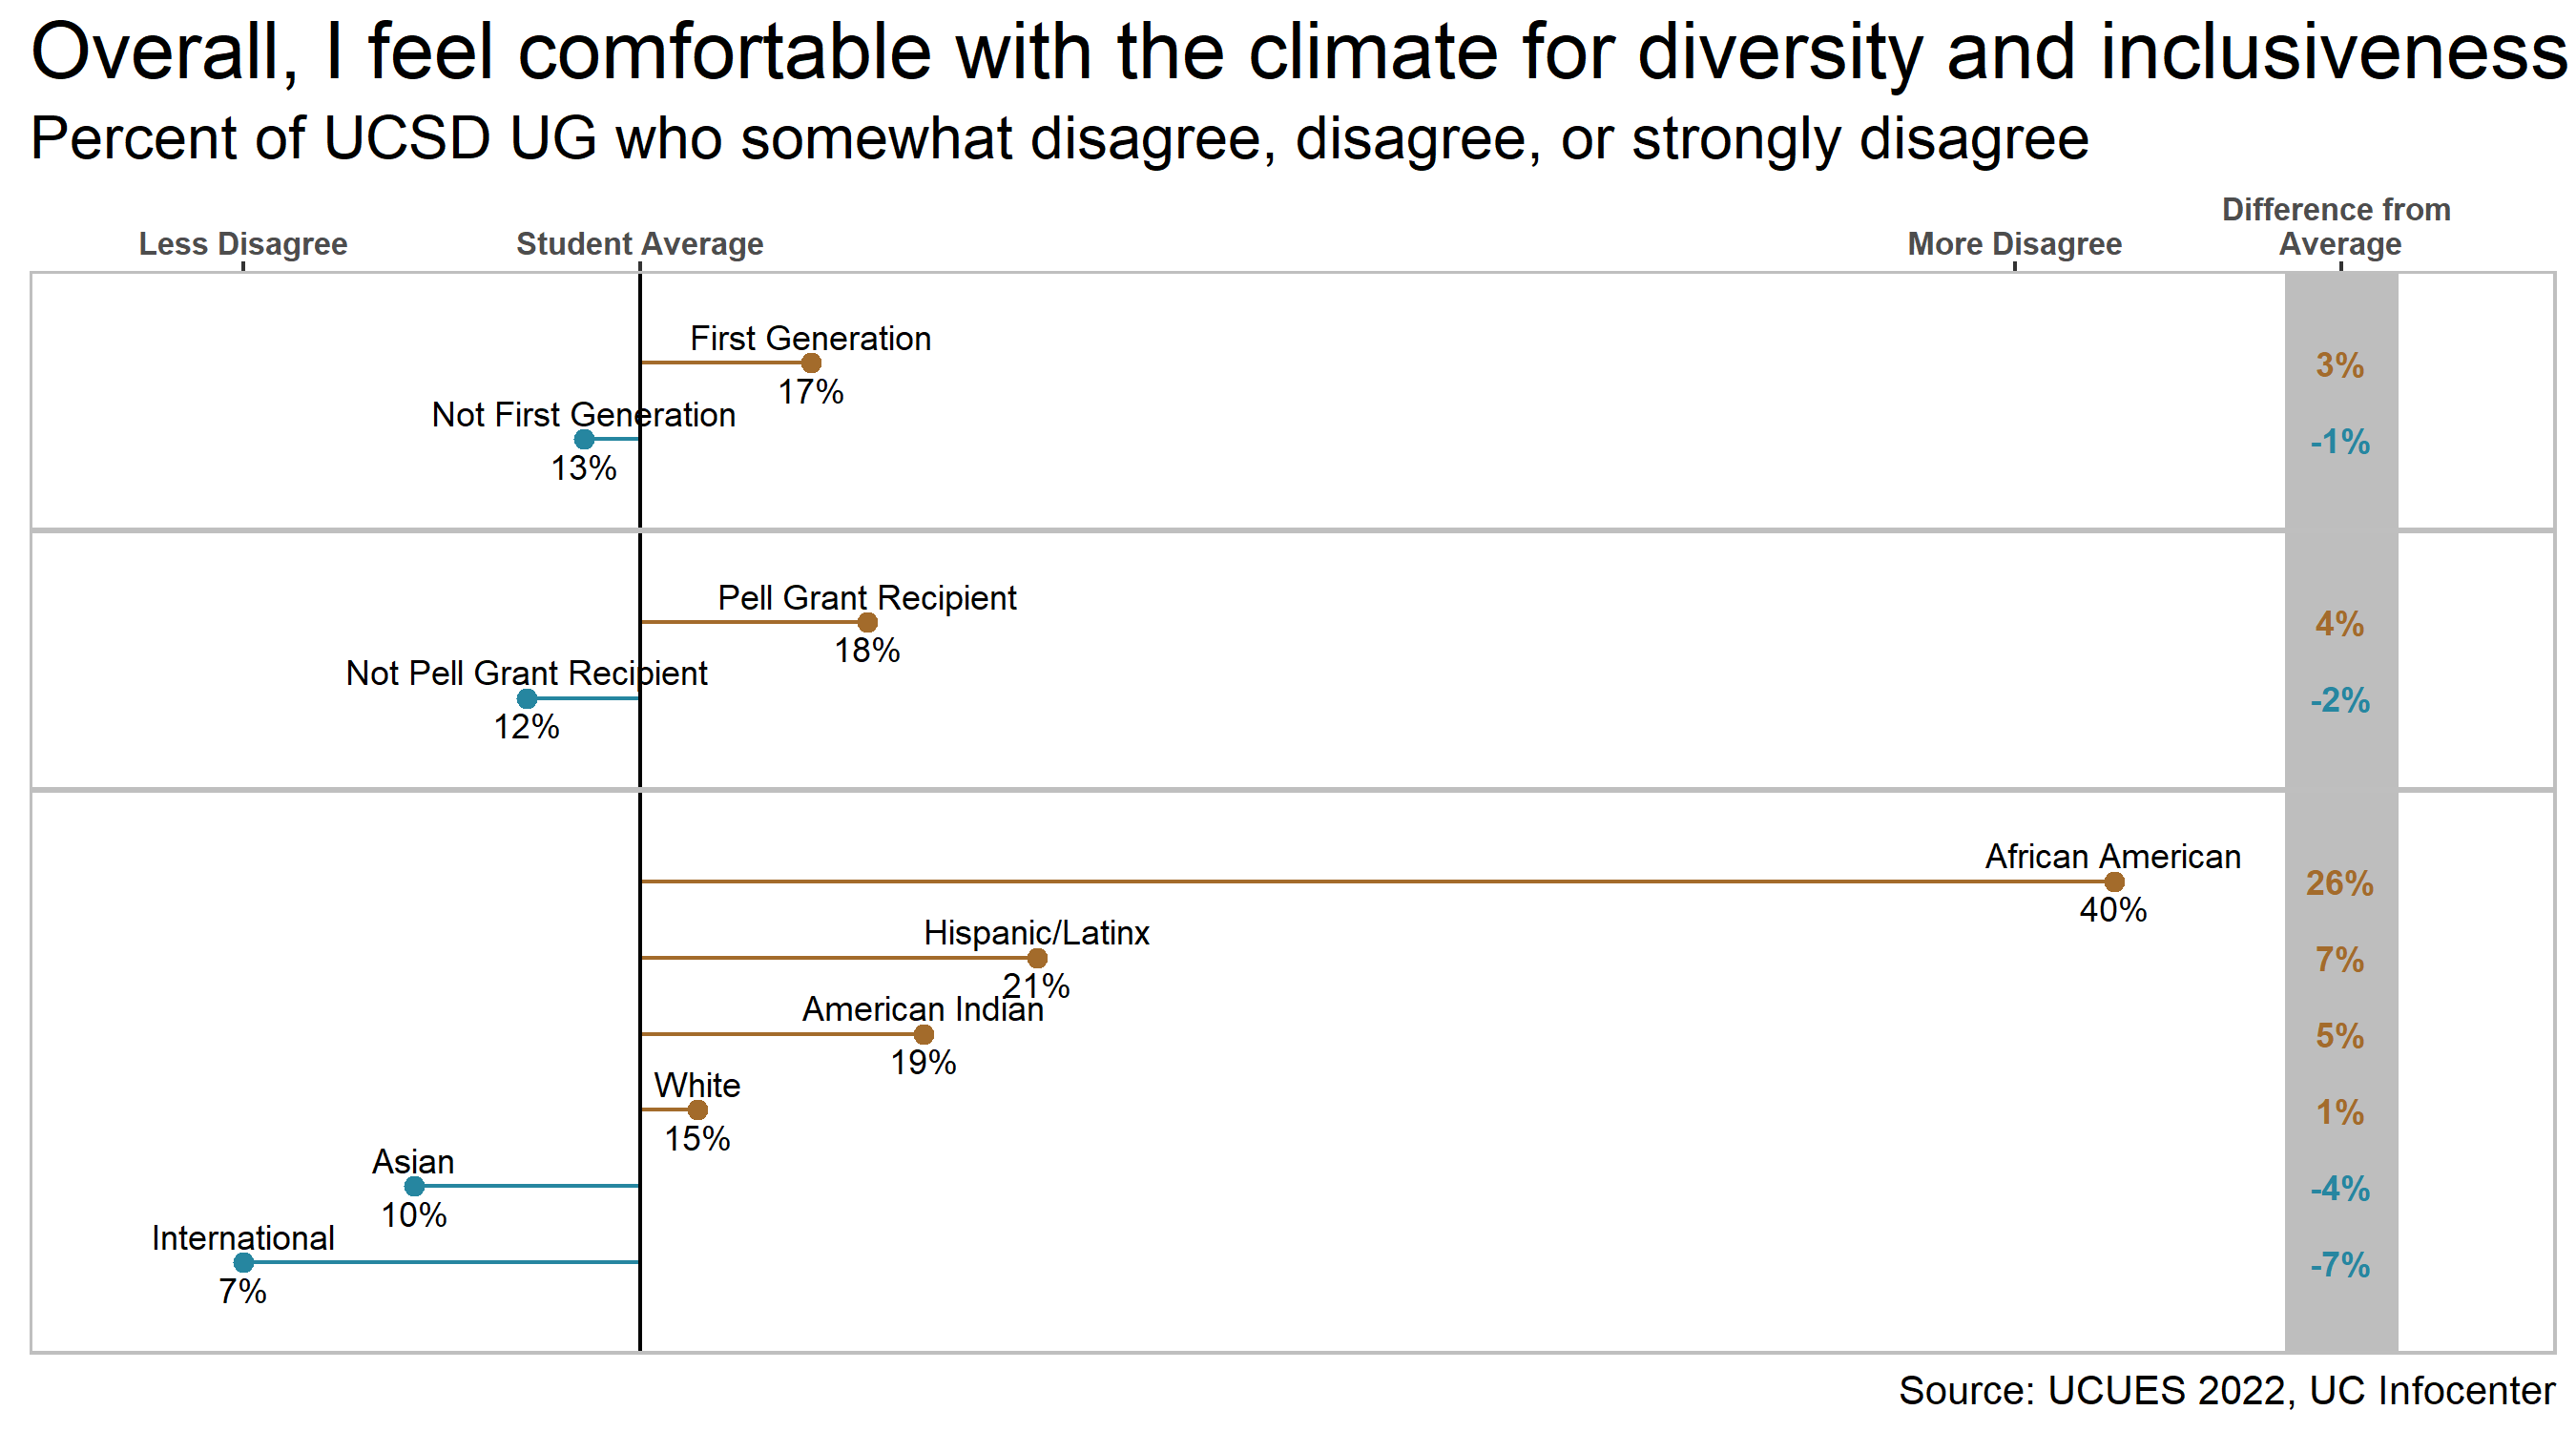 Overall, I feel comfortable with the climate for diversity and inclusiveness
Percent of UCSD UG who somewhat disagree, disagree, or strongly disagree
Less Disagree
Student Average
More Disagree
Difference from
Average
First Generation
17%
3%
Not First Generation
13%
-1%
Pell Grant Recipient
18%
4%
Not Pell Grant Recipient
12%
-2%
African American
40%
26%
Hispanic/Latinx
21%
7%
American Indian
19%
5%
White
15%
1%
Asian
10%
-4%
International
7%
-7%
Source: UCUES 2022, UC Infocenter